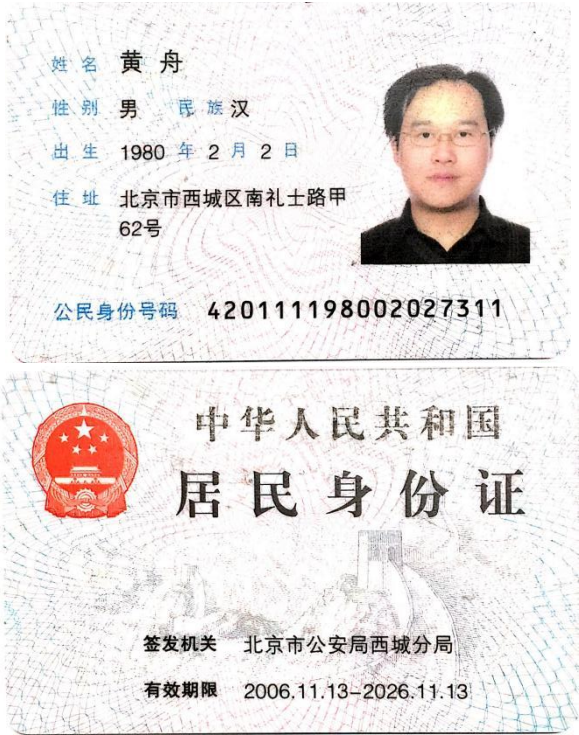 姓名 黄舟
性别 男 民族 汉
出生 1980 年 2 月 2 日
住址 北京市西城区南礼士路甲
62号
公民身份号码 420111198002027311
中华人民共和国
居民身份证
签发机关 北京市公安局西城分局
有效期限 2006.11.13-2026.11.13